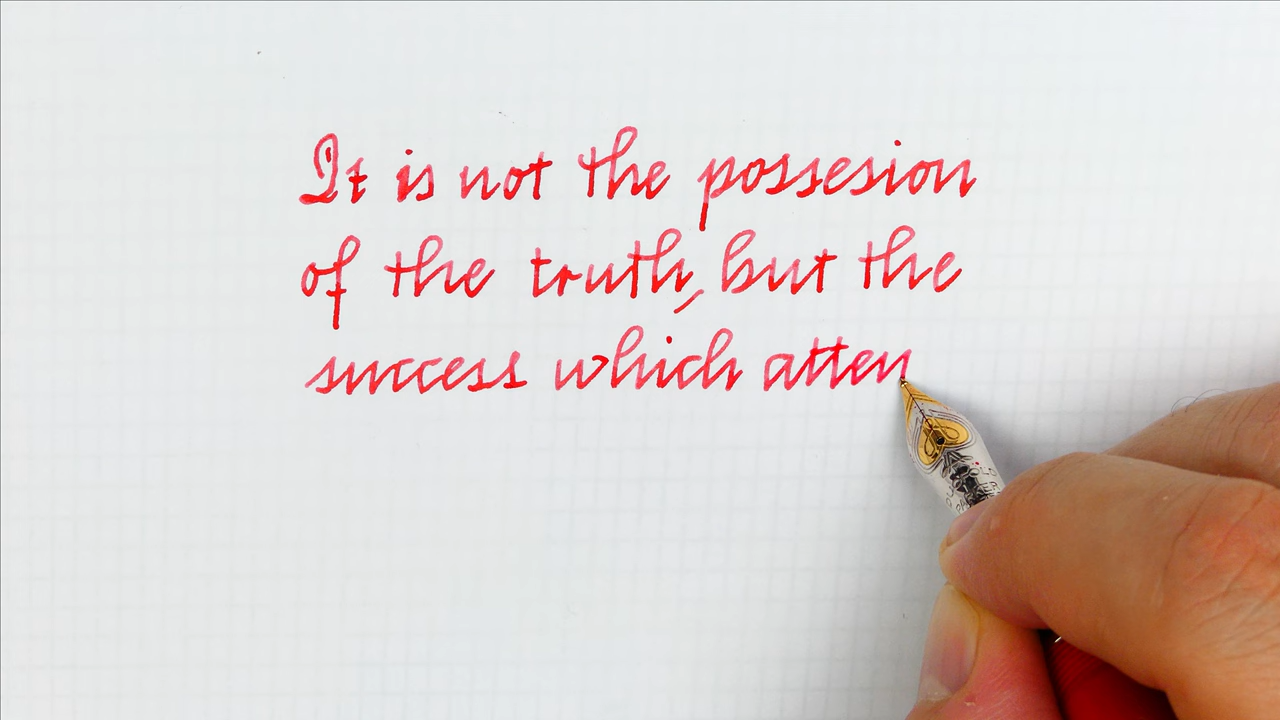 It is not the possesion
of the truth, but the
success which atten